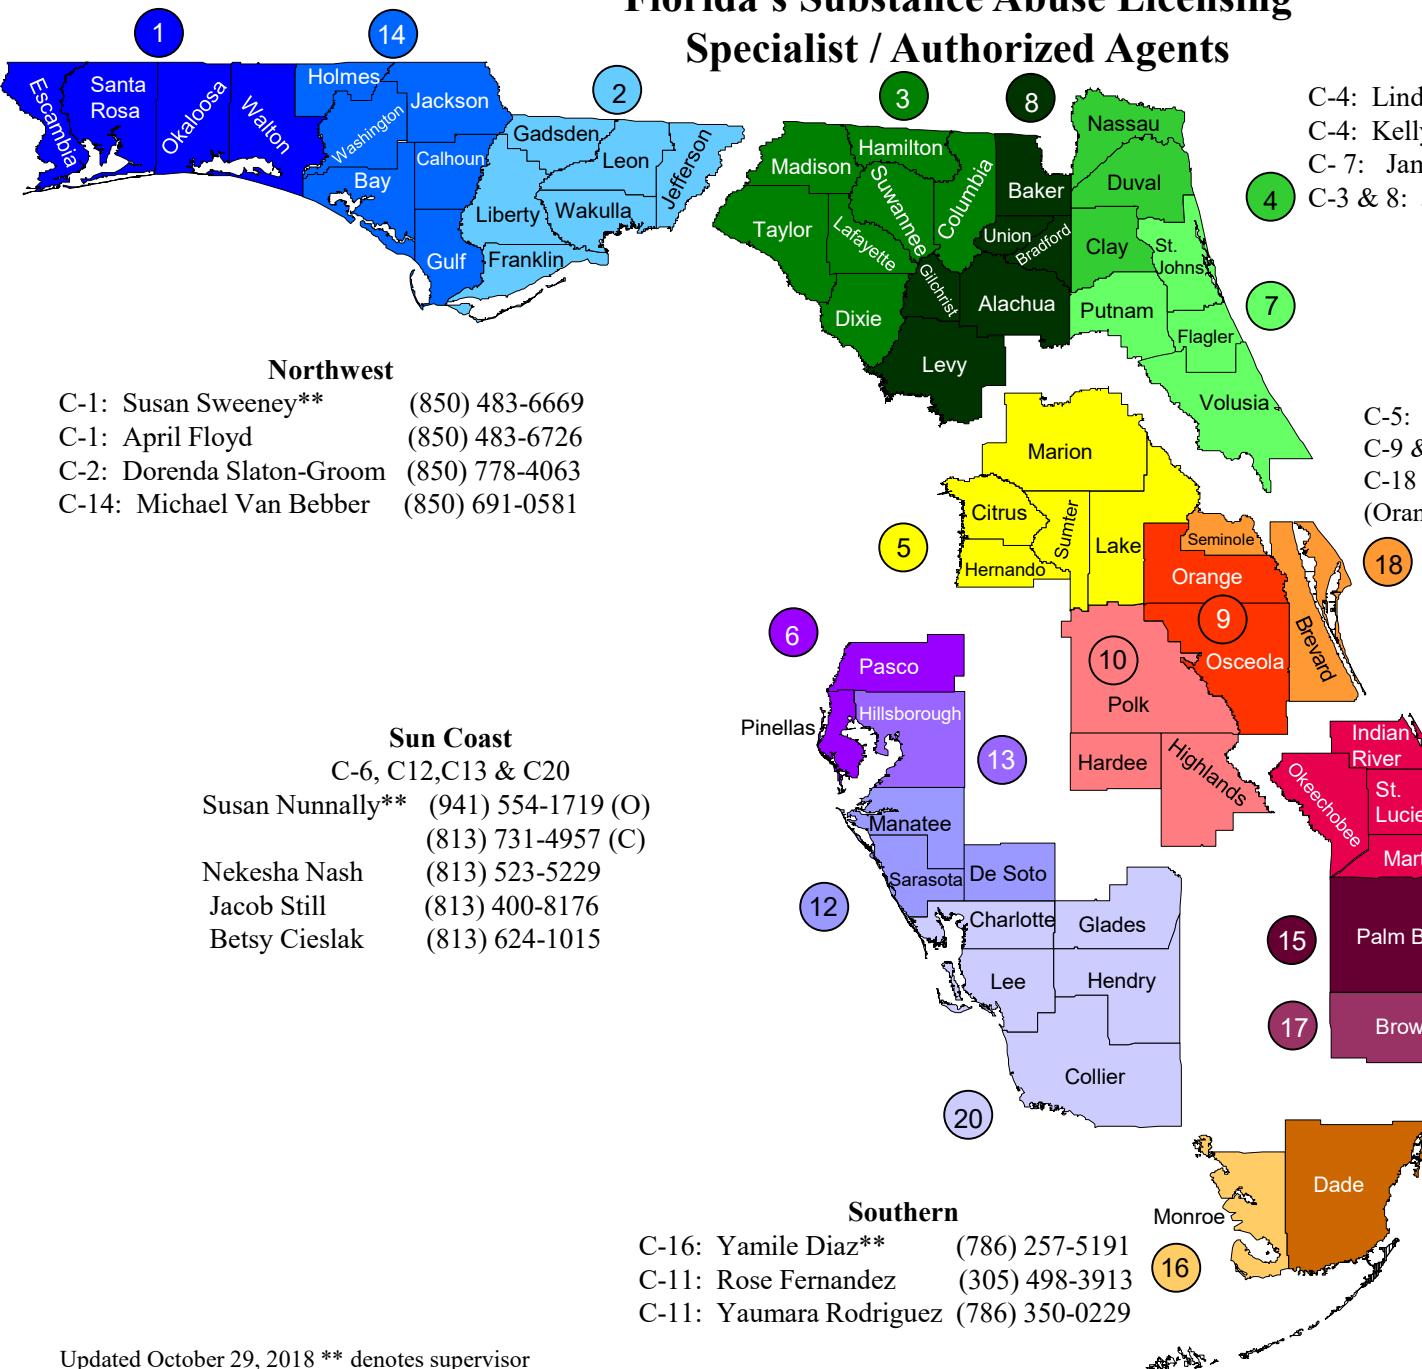 Florida's Substance Abuse Licensing
Specialist / Authorized Agents
1
14
2
3
8
4
7
Escambia
Santa
Rosa
Okaloosa
Walton
Holmes
Washington
Jackson
Bay
Calhoun
Gulf
Gadsden
Leon
Jefferson
Liberty
Wakulla
Franklin
Madison
Hamilton
Suwannee
Columbia
Taylor
Lafayette
Dixie
Baker
Union
Bradford
Gilchrist
Alachua
Levy
Nassau
Duval
Clay
St.
Johns
Putnam
Flagler
Volusia
C-4: Lind
C-4: Kelly
C- 7: Jan
C-3 & 8:
Northwest
C-1: Susan Sweeney** (850) 483-6669
C-1: April Floyd (850) 483-6726
C-2: Dorenda Slaton-Groom (850) 778-4063
C-14: Michael Van Bebber (850) 691-0581
C-5:
C-9 &
C-18
(Oran
5
Marion
Citrus
Sumter
Lake
Hernando
Seminole
Orange
9
Osceola
Brevard
18
10
Polk
Hardee
Highlands
6
Pasco
Pinellas
Hillsborough
13
Manatee
Sarasota
De Soto
12
Charlotte
Glades
Lee
Hendry
Collier
20
Indian
River
Okeechobee
St.
Lucie
Mart
15
Palm B
17
Brow
Sun Coast
C-6, C12,C13 & C20
Susan Nunnally** (941) 554-1719 (O)
(813) 731-4957 (C)
Nekesha Nash (813) 523-5229
Jacob Still (813) 400-8176
Betsy Cieslak (813) 624-1015
Dade
Monroe
16
Southern
C-16: Yamile Diaz** (786) 257-5191
C-11: Rose Fernandez (305) 498-3913
C-11: Yaumara Rodriguez (786) 350-0229
Updated October 29, 2018 ** denotes supervisor